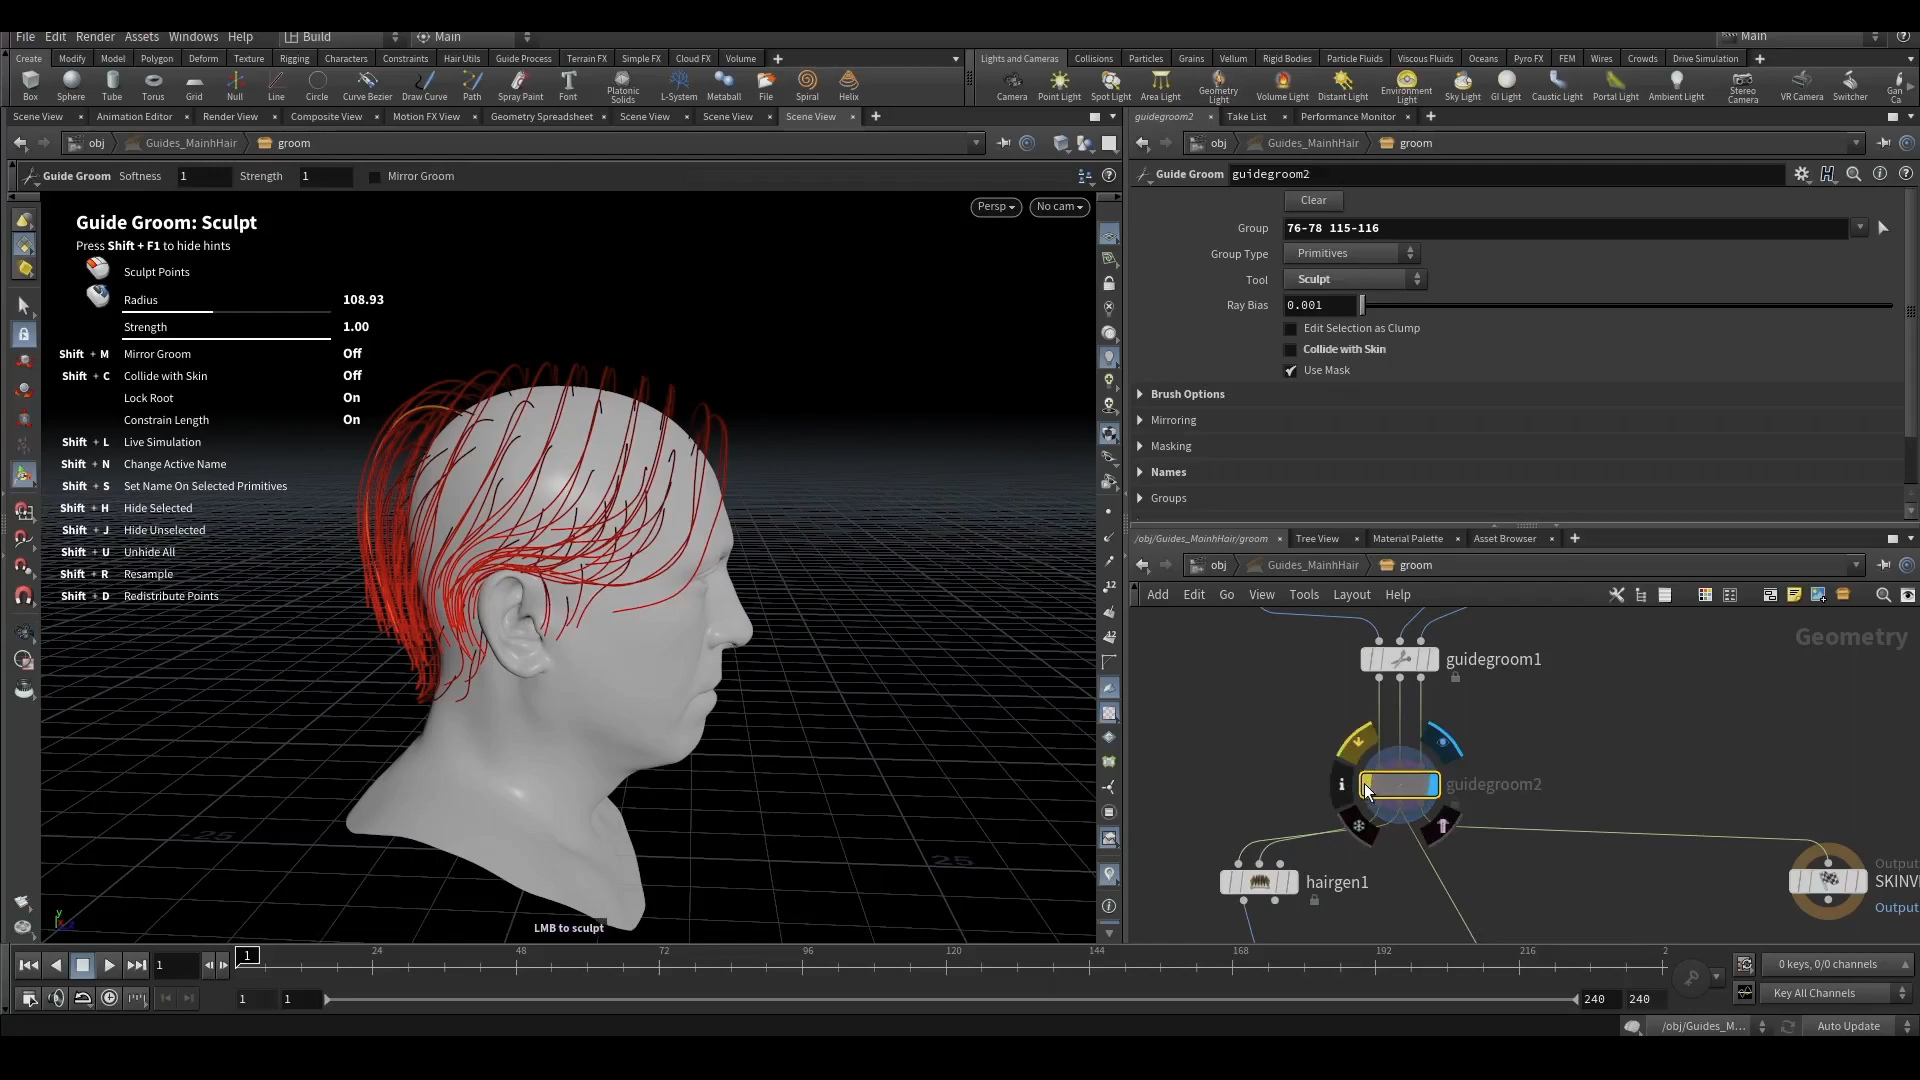 File Edit Render Assets Windows Help Build Main Main
Create Modify Model Polygon Deform Texture Rigging Characters Constraints Hair Utils Guide Process Terrain FX Simple FX Cloud FX Volume
Lights and Cameras Collisions Particles Grains Vellum Rigid Bodies Particle Fluids Viscous Fluids Oceans Pyro FX FEM Wires Crowds Drive Simulation
Box Sphere Tube Torus Grid Null Line Circle Curve Bezier Draw Curve Path Spray Paint Font Platonic Solids L-System Metaball File Spiral Helix
Camera Point Light Spot Light Area Light Geometry Light Volume Light Distant Light Environment Light Sky Light GI Light Caustic Light Portal Light Ambient Light Stereo Camera VR Camera Switcher Gan Ca
Scene View Animation Editor Render View Composite View Motion FX View Geometry Spreadsheet Scene View Scene View Scene View
guidegroom2 Take List Performance Monitor
obj Guides_MainhHair groom
obj Guides_MainhHair groom
Guide Groom Softness 1 Strength 1 Mirror Groom
Guide Groom guidegroom2
Clear
Group 76-78 115-116
Group Type Primitives
Tool Sculpt
Ray Bias 0.001
Edit Selection as Clump
Collide with Skin
Use Mask
Brush Options
Mirroring
Masking
Names
Groups
Persp No cam
Guide Groom: Sculpt
Press Shift + F1 to hide hints
Sculpt Points
Radius 108.93
Strength 1.00
Shift + M Mirror Groom Off
Shift + C Collide with Skin Off
Lock Root On
Constrain Length On
Shift + L Live Simulation
Shift + N Change Active Name
Shift + S Set Name On Selected Primitives
Shift + H Hide Selected
Shift + J Hide Unselected
Shift + U Unhide All
Shift + R Resample
Shift + D Redistribute Points
-25
25
LMB to sculpt
12
12
/obj/Guides_MainhHair/groom Tree View Material Palette Asset Browser
obj Guides_MainhHair groom
Add Edit Go View Tools Layout Help
Geometry
guidegroom1
guidegroom2
hairgen1
Output
SKINV
Output
1 24 48 72 96 120 144 168 192 216 2
1
1 1 240 240
0 keys, 0/0 channels
Key All Channels
/obj/Guides_M... Auto Update